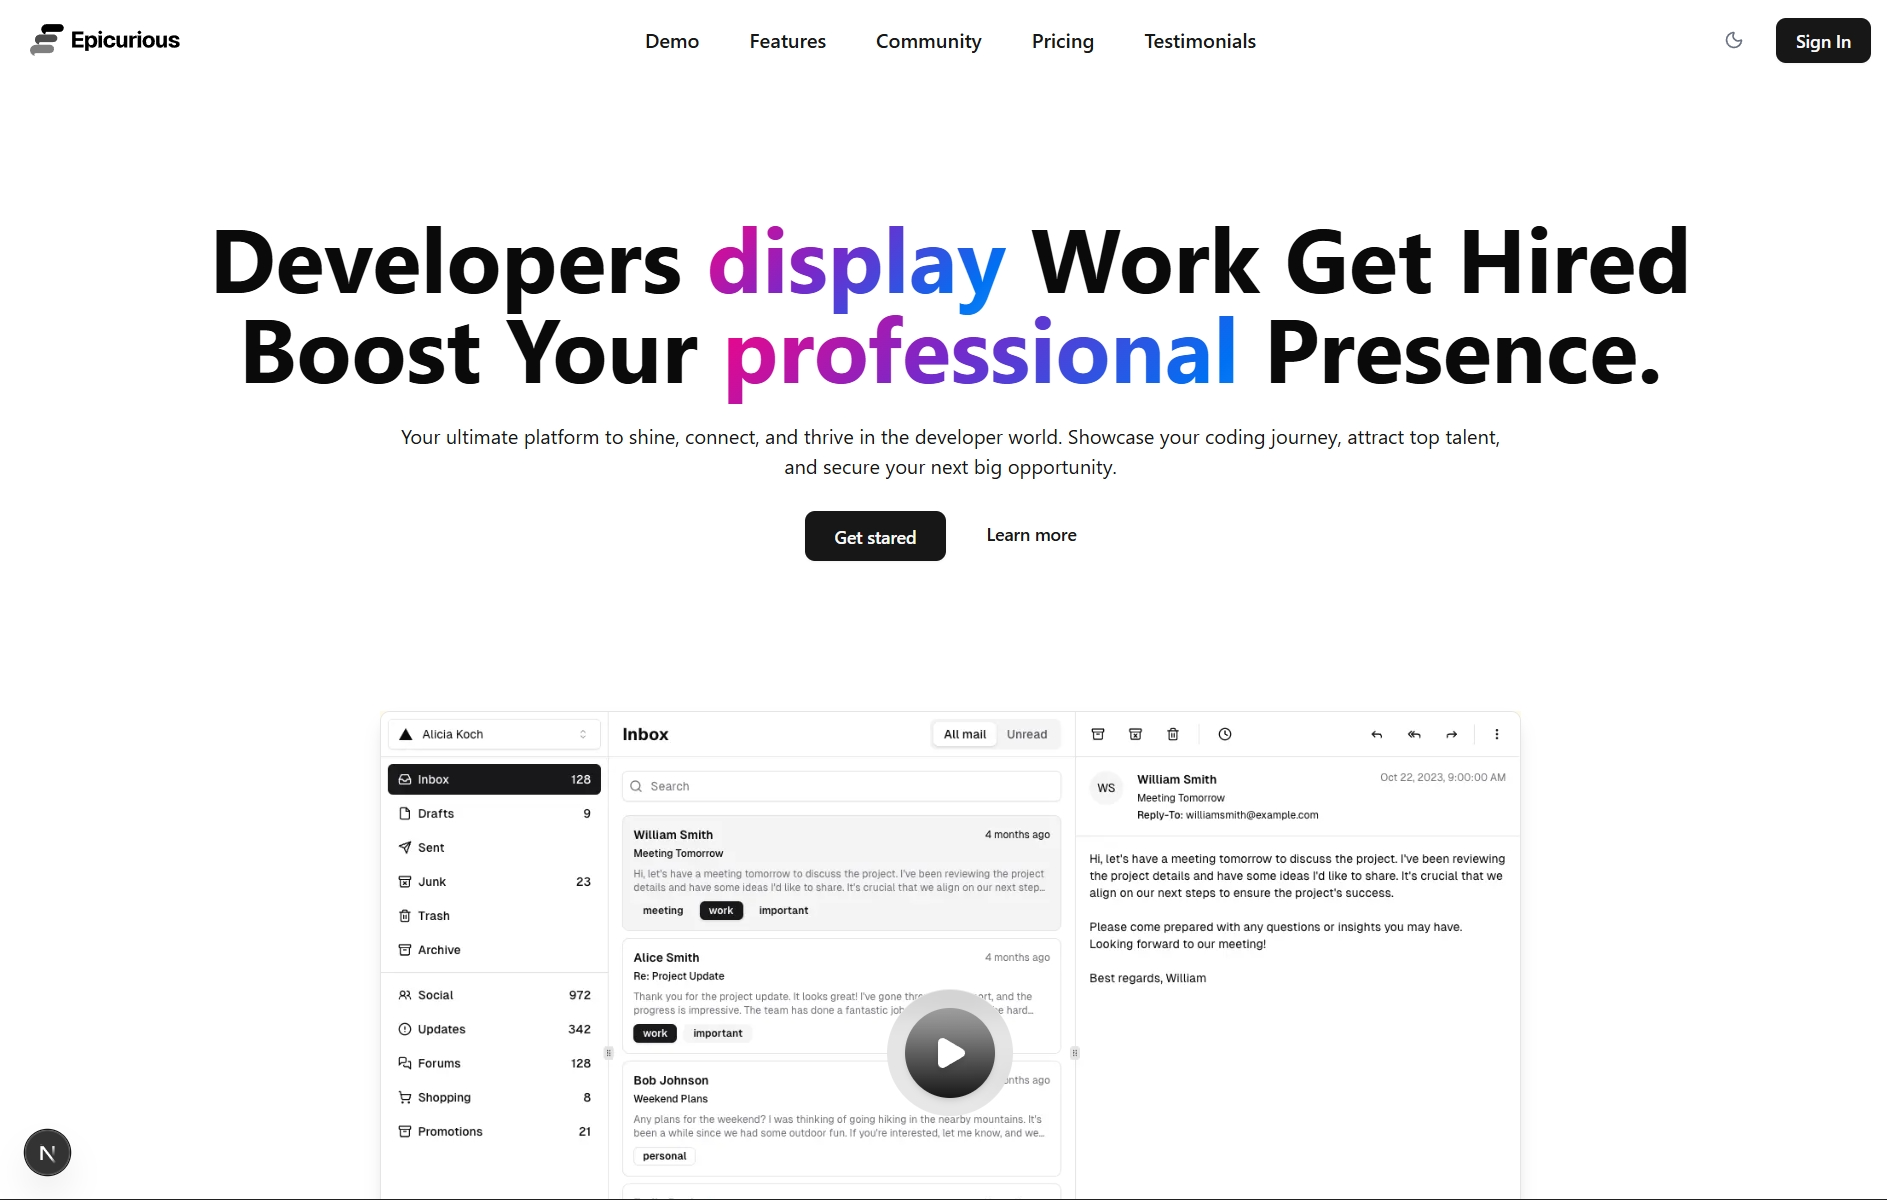 Epicurious
Demo
Features
Community
Pricing
Testimonials
Sign In
Developers display Work Get Hired
Boost Your professional Presence.
Your ultimate platform to shine, connect, and thrive in the developer world. Showcase your coding journey, attract top talent,
and secure your next big opportunity.
Get stared
Learn more
Alicia Koch
Inbox 128
Drafts 9
Sent
Junk 23
Trash
Archive
Social 972
Updates 342
Forums 128
Shopping 8
Promotions 21
Inbox
All mail
Unread
Search
William Smith 4 months ago
Meeting Tomorrow
Hi, let's have a meeting tomorrow to discuss the project. I've been reviewing the project
details and have some ideas I'd like to share. It's crucial that we align on our next step...
meeting work important
Alice Smith 4 months ago
Re: Project Update
Thank you for the project update. It looks great! I've gone and the
progress is impressive. The team has done a fantastic hard...
work important
Bob Johnson ago
Weekend Plans
Any plans for the weekend? I was thinking of going hiking in the nearby mountains. It's
been a while since we had some outdoor fun. If you're interested, let me know, and we...
personal
WS
William Smith
Oct 22, 2023, 9:00:00 AM
Meeting Tomorrow
Reply-To: williamsmith@example.com
Hi, let's have a meeting tomorrow to discuss the project. I've been reviewing
the project details and have some ideas I'd like to share. It's crucial that we
align on our next steps to ensure the project's success.
Please come prepared with any questions or insights you may have.
Looking forward to our meeting!
Best regards, William
N